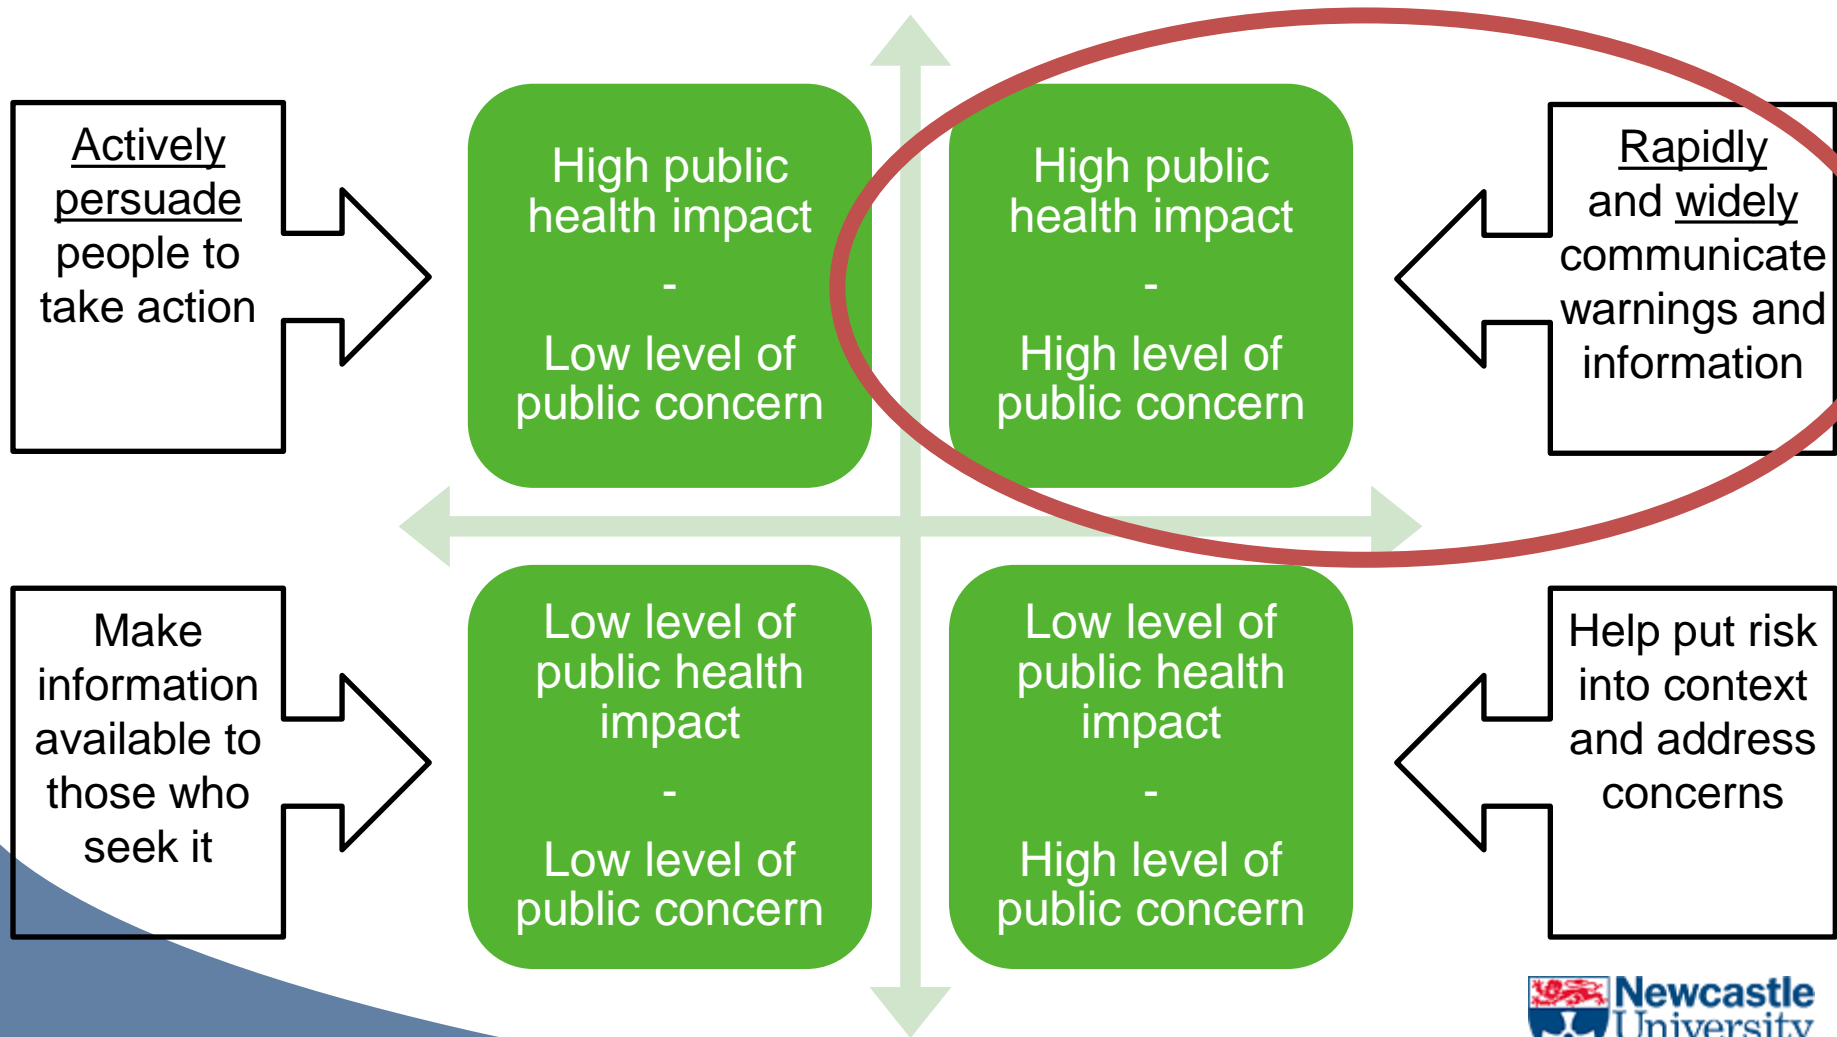 Actively
persuade
people to
take action
High public
health impact
-
Low level of
public concern
High public
health impact
-
High level of
public concern
Rapidly
and widely
communicate
warnings and
information
Make
information
available to
those who
seek it
Low level of
public health
impact
-
Low level of
public concern
Low level of
public health
impact
-
High level of
public concern
Help put risk
into context
and address
concerns
Newcastle
University